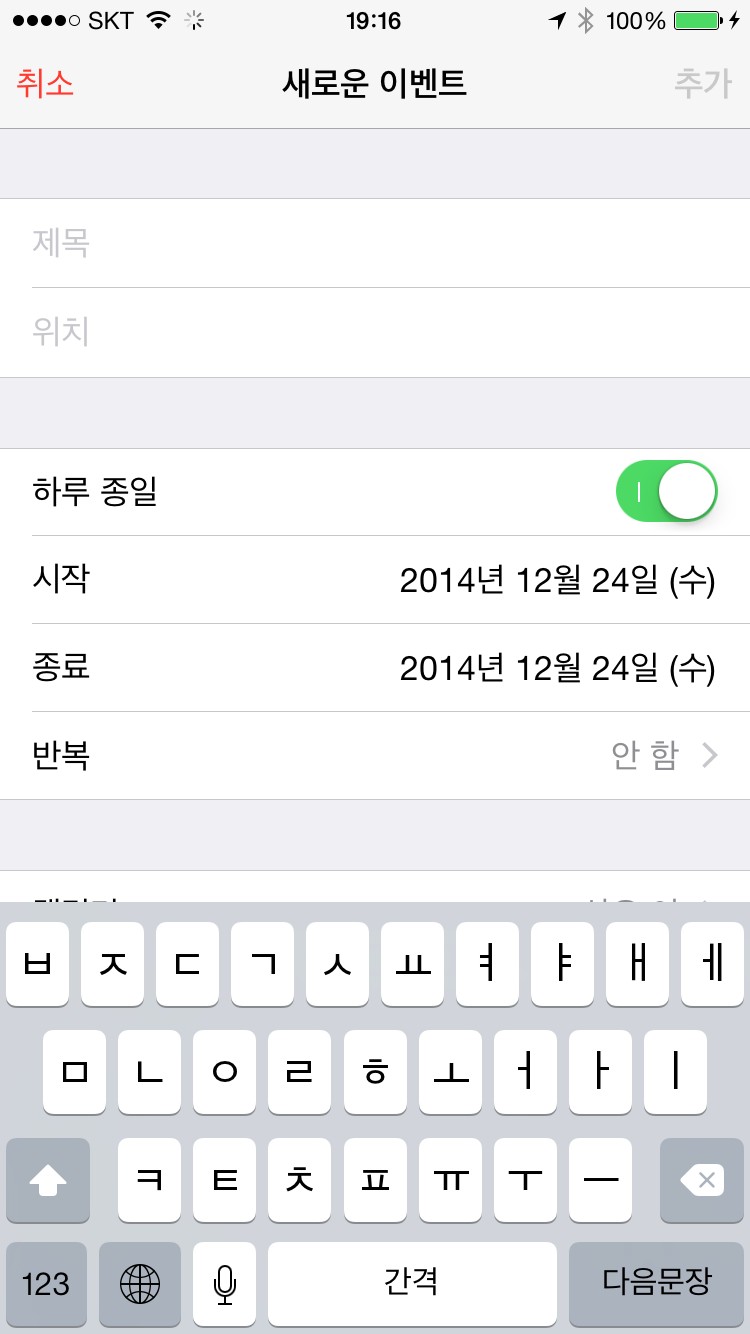 SKT 19:16 100%
취소 새로운 이벤트 추가
제목
위치
하루 종일
시작 2014년 12월 24일 (수)
종료 2014년 12월 24일 (수)
반복 안 함
ㅂ ㅈ ㄷ ㄱ ㅅ ㅛ ㅕ ㅑ ㅐ ㅔ
ㅁ ㄴ ㅇ ㄹ ㅎ ㅗ ㅓ ㅏ ㅣ
ㅋ ㅌ ㅊ ㅍ ㅠ ㅜ ㅡ
123 간격 다음문장